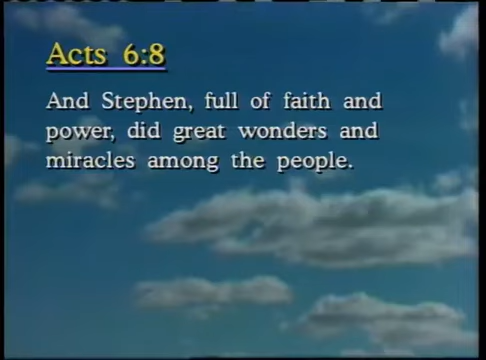 Acts 6:8
And Stephen, full of faith and
power, did great wonders and
miracles among the people.